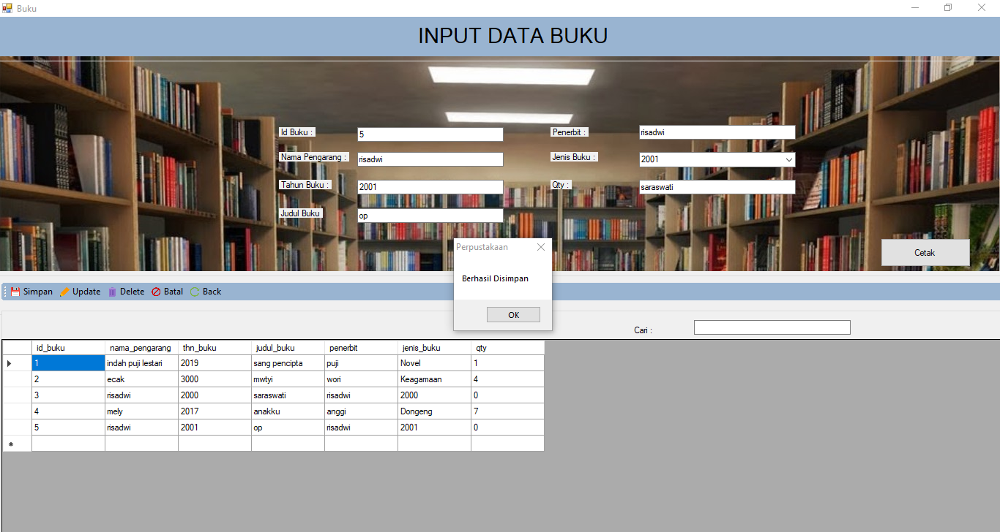 Buku
INPUT DATA BUKU
Id Buku : 5
Penerbit : risadwi
Nama Pengarang : risadwi
Jenis Buku : 2001
Tahun Buku : 2001
Qty : saraswati
Judul Buku op
Cetak
Perpustakaan
Berhasil Disimpan
OK
Simpan Update Delete Batal Back
Cari :
id_buku nama_pengarang thn_buku judul_buku penerbit jenis_buku qty
1 indah puji lestari 2019 sang pencipta puji Novel 1
2 ecak 3000 mwtyi wori Keagamaan 4
3 risadwi 2000 saraswati risadwi 2000 0
4 mely 2017 anakku anggi Dongeng 7
5 risadwi 2001 op risadwi 2001 0